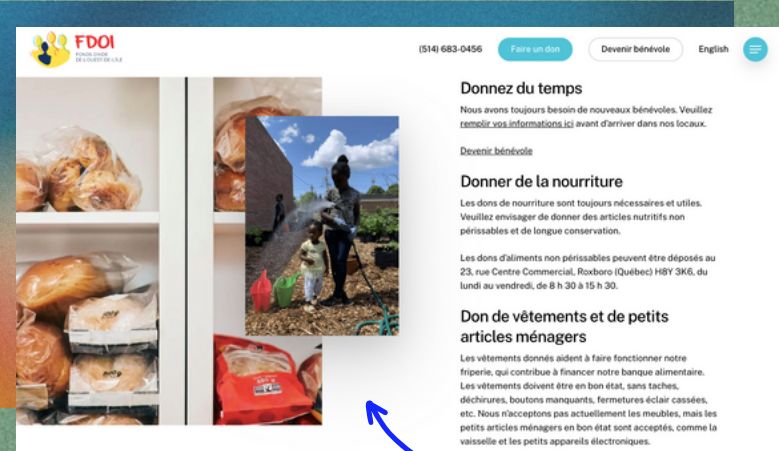 FDOI
FONDS D'AIDE
DE L'OUEST-DE-L'ÎLE
(514) 683-0456
Faire un don
Devenir bénévole
English
Donnez du temps
Nous avons toujours besoin de nouveaux bénévoles. Veuillez
remplir vos informations ici avant d'arriver dans nos locaux.
Devenir bénévole
Donner de la nourriture
Les dons de nourriture sont toujours nécessaires et utiles.
Veuillez envisager de donner des articles nutritifs non
périssables et de longue conservation.
Les dons d'aliments non périssables peuvent être déposés au
23, rue Centre Commercial, Roxboro (Québec) H8Y 3K6, du
lundi au vendredi, de 8 h 30 à 15 h 30.
Don de vêtements et de petits
articles ménagers
Les vêtements donnés aident à faire fonctionner notre
friperie, qui contribue à financer notre banque alimentaire.
Les vêtements doivent être en bon état, sans taches,
déchirures, boutons manquants, fermetures éclair cassées,
etc. Nous n'acceptons pas actuellement les meubles, mais les
petits articles ménagers en bon état sont acceptés, comme la
vaisselle et les petits appareils électroniques.